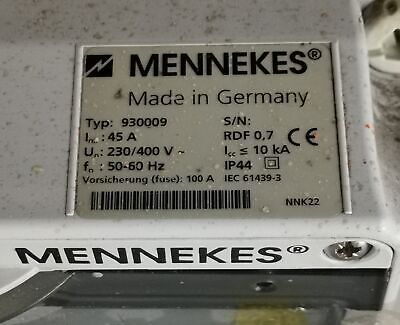 MENNEKES®
Made in Germany
Typ: 930009 S/N:
InA: 45 A RDF 0,7 CE
Un: 230/400 V ~ Icc ≤ 10 kA
fn: 50-60 Hz IP44
Vorsicherung (fuse): 100 A IEC 61439-3
NNK22
MENNEKES®